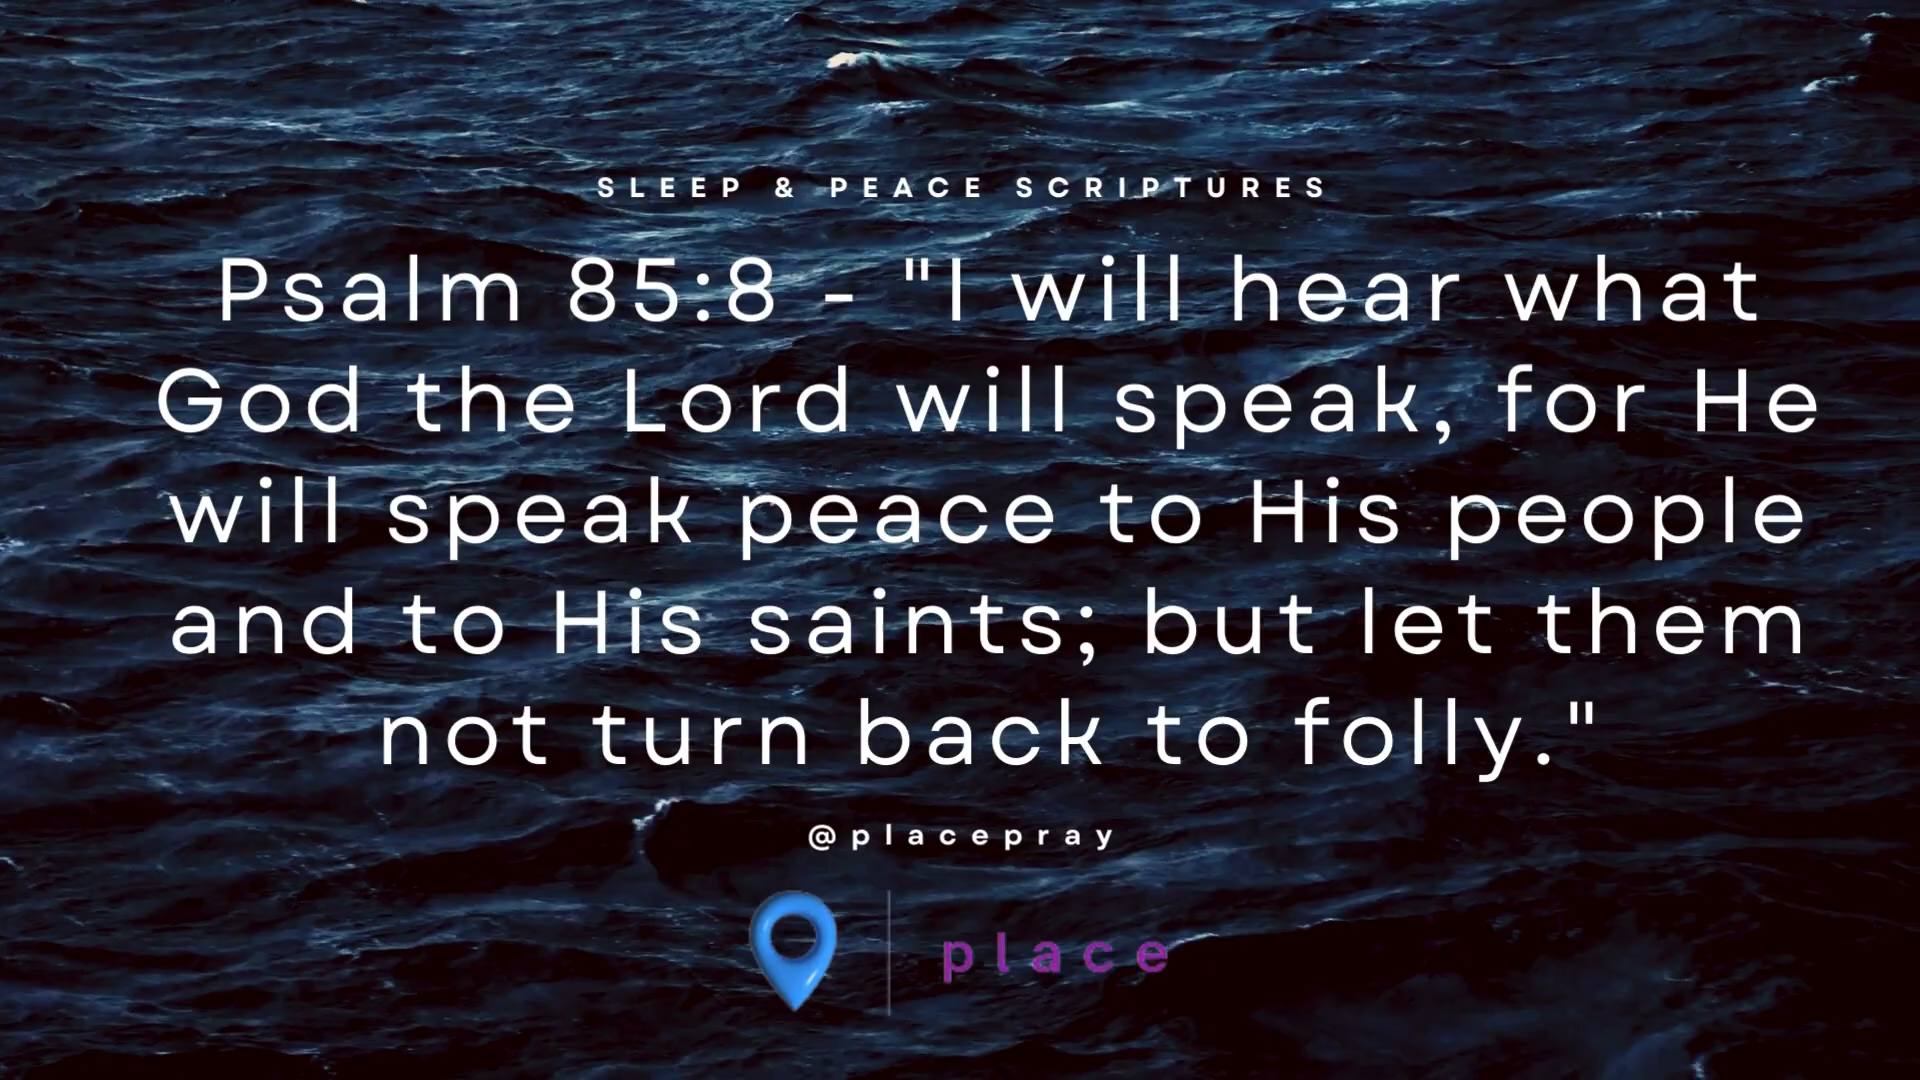 SLEEP & PEACE SCRIPTURES
Psalm 85:8 - "I will hear what
God the Lord will speak, for He
will speak peace to His people
and to His saints; but let them
not turn back to folly."
@placepray
place